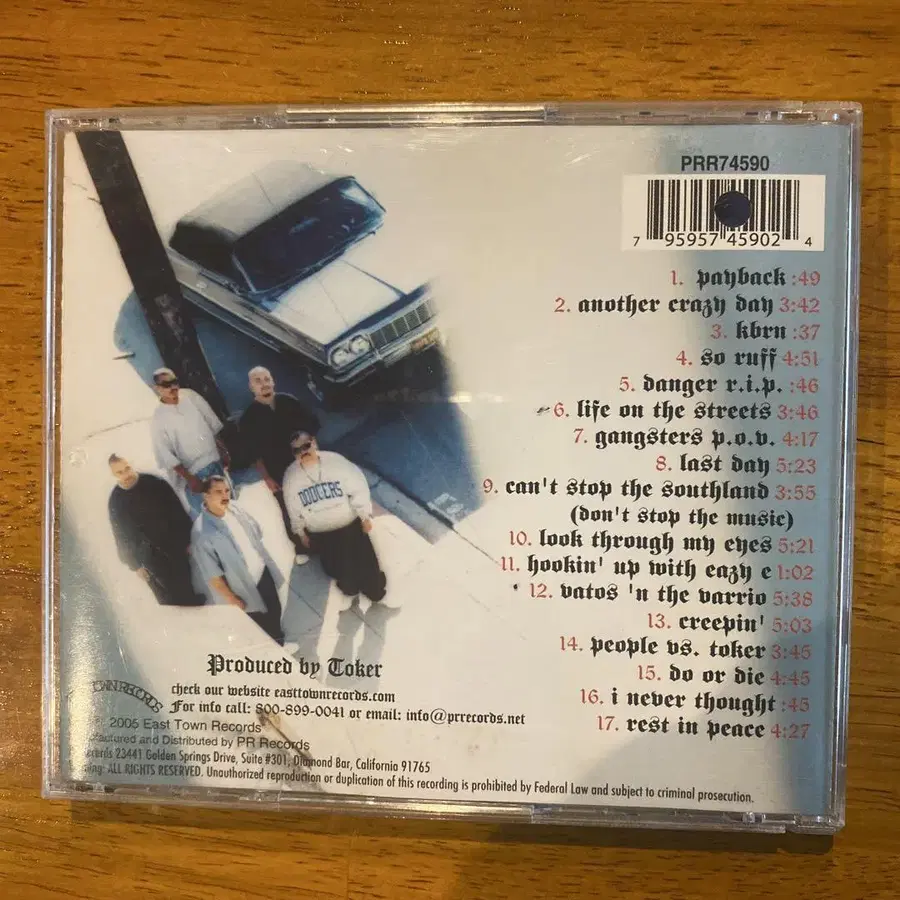 PRR74590
7 95957 45902 4
1. payback :49
2. another crazy day 3:42
3. kbrn :37
4. so ruff 4:51
5. danger r.i.p. :46
6. life on the streets 3:46
7. gangsters p.o.v. 4:17
8. last day 5:23
9. can't stop the southland 3:55
(don't stop the music)
10. look through my eyes 5:21
11. hookin' up with eazy e 1:02
12. vatos 'n the varrio 5:38
13. creepin' 5:03
14. people vs. toker 3:45
15. do or die 4:45
16. i never thought :45
17. rest in peace 4:27
DODGERS
Produced by Toker
check our website easttownrecords.com
For info call: 800-899-0041 or email: info@prrecords.net
RECORDS
2005 East Town Records
and Distributed by PR Records
23441 Golden Springs Drive, Suite #301, Diamond Bar, California 91765
ALL RIGHTS RESERVED. Unauthorized reproduction or duplication of this recording is prohibited by Federal Law and subject to criminal prosecution.